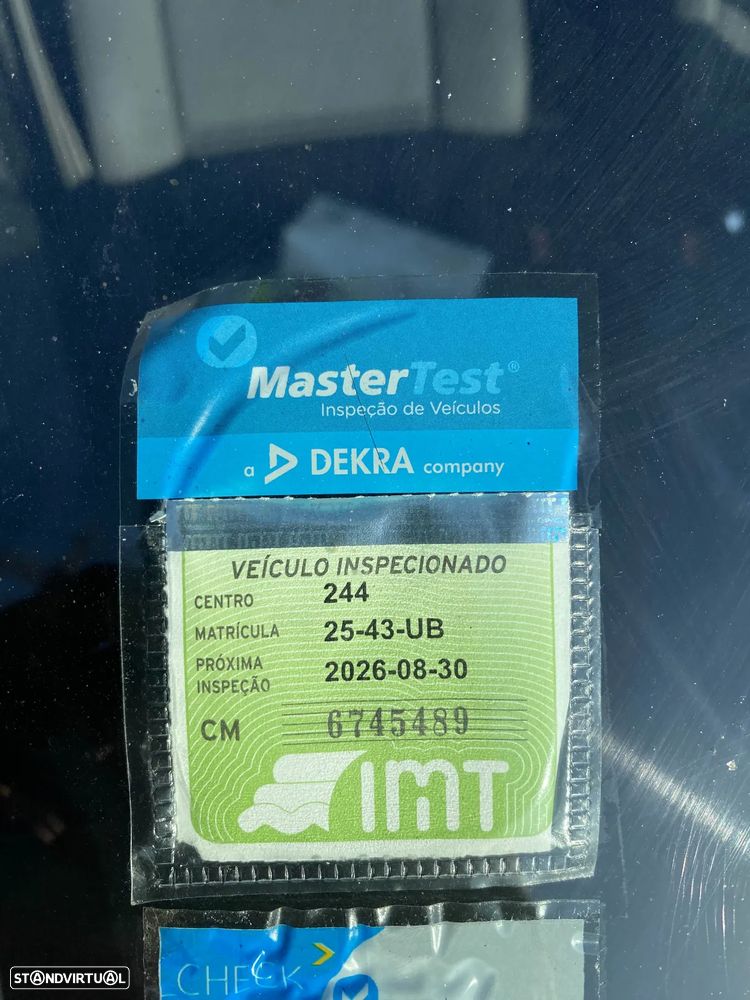 MasterTest®
Inspeção de Veículos
a DEKRA company
VEÍCULO INSPECIONADO
CENTRO 244
MATRÍCULA 25-43-UB
PRÓXIMA INSPEÇÃO 2026-08-30
CM 6745489
IMT
CHECK
STANDVIRTUAL